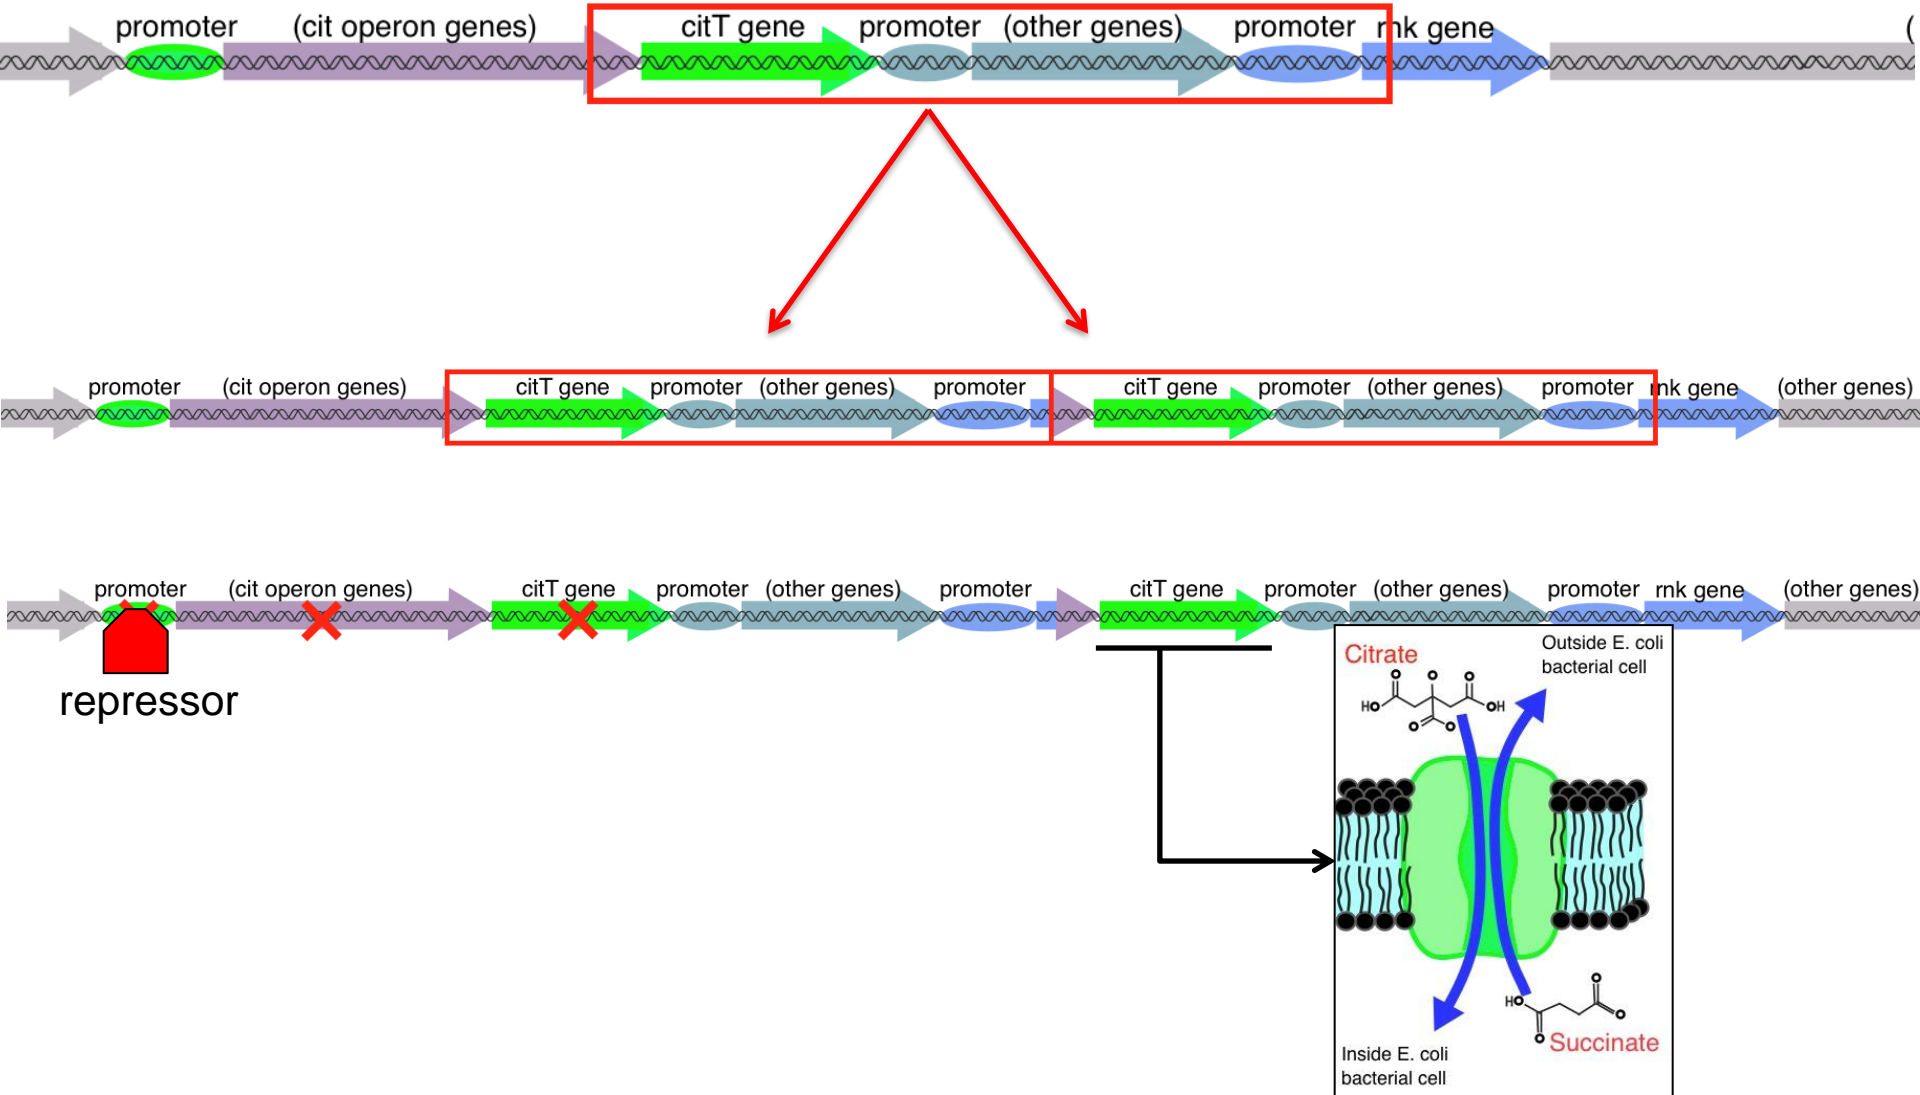 promoter (cit operon genes) citT gene promoter (other genes) promoter rnk gene (
promoter (cit operon genes) citT gene promoter (other genes) promoter citT gene promoter (other genes) promoter rnk gene (other genes)
promoter (cit operon genes) citT gene promoter (other genes) promoter citT gene promoter (other genes) promoter rnk gene (other genes)
repressor
Citrate
Outside E. coli
bacterial cell
O O O
HO OH
O O
HO O
O O
Succinate
Inside E. coli
bacterial cell